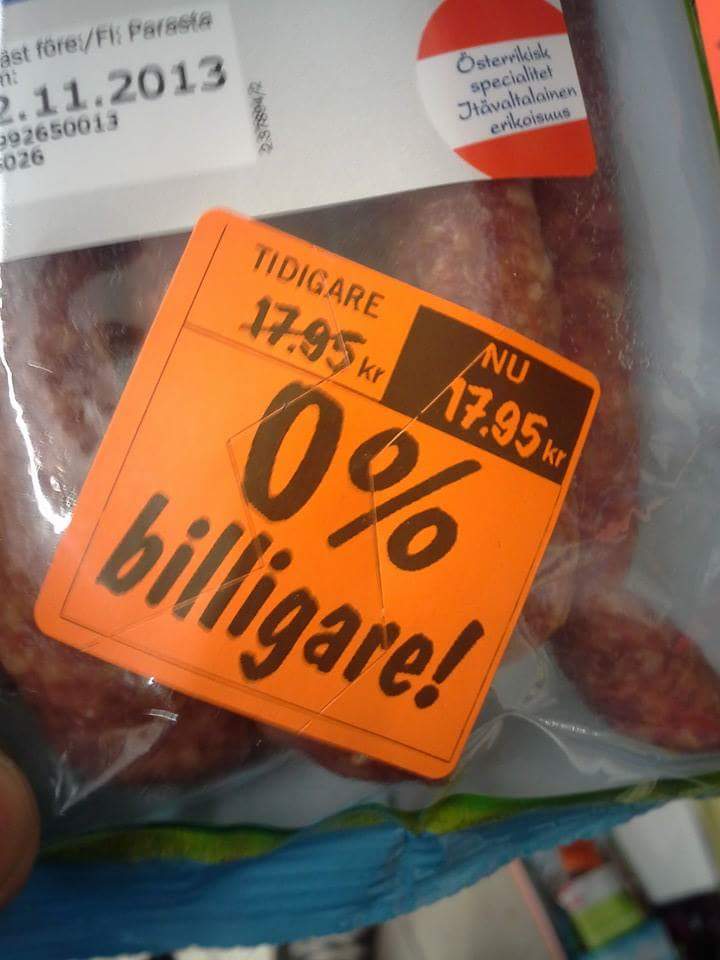 äst före:/FI: Parasta
2.11.2013
992650013
5026
Österrikisk
specialitet
Itävaltalainen
erikoisuus
TIDIGARE
17.95 kr
NU
17.95 kr
0%
billigare!